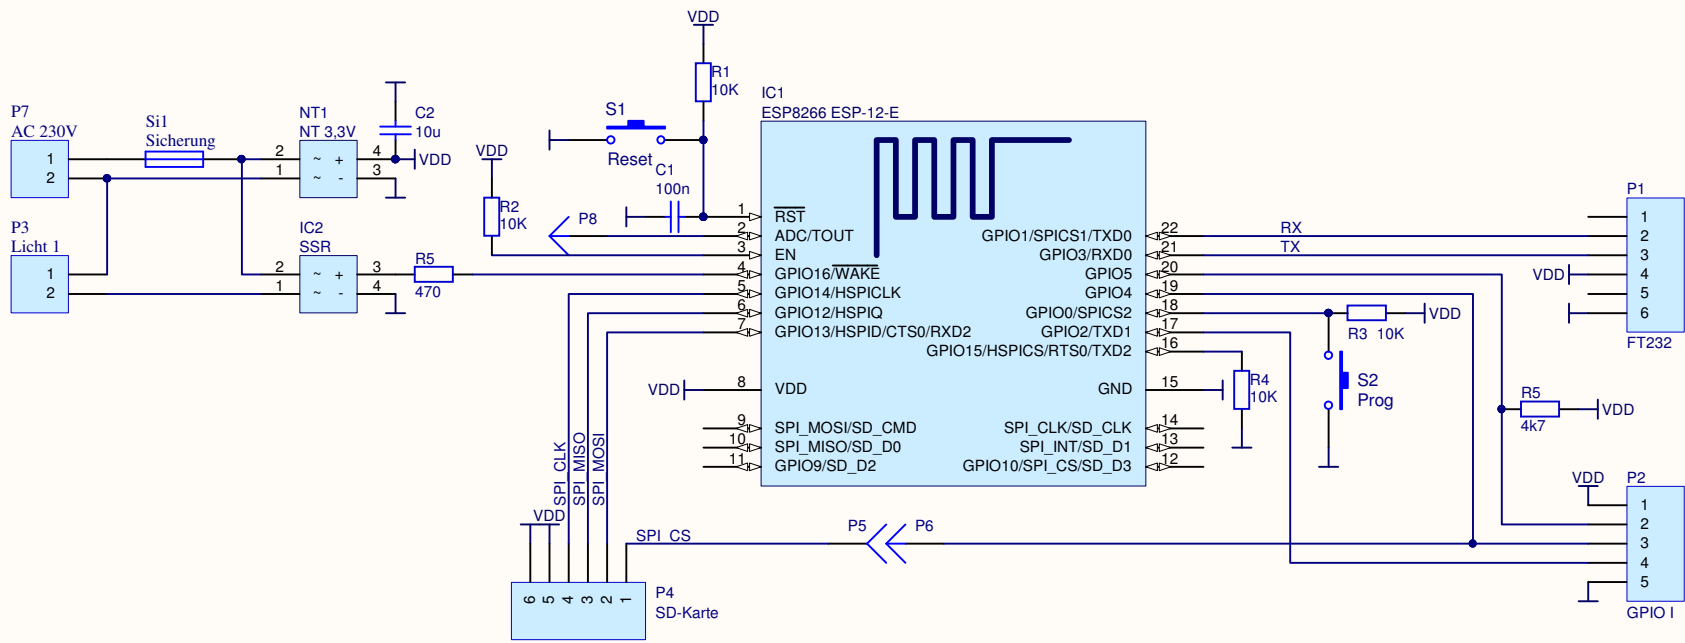 P7
AC 230V
1
2
Si1
Sicherung
NT1
NT 3,3V
2
1
~ +
~ -
4
3
C2
10u
VDD
P3
Licht 1
1
2
IC2
SSR
2
1
~ +
~ -
3
4
R5
470
VDD
R2
10K
P8
VDD
R1
10K
S1
Reset
C1
100n
IC1
ESP8266 ESP-12-E
1 RST
2 ADC/TOUT
3 EN
4 GPIO16/WAKE
5 GPIO14/HSPICLK
6 GPIO12/HSPIQ
7 GPIO13/HSPID/CTS0/RXD2
VDD 8 VDD
9 SPI_MOSI/SD_CMD
10 SPI_MISO/SD_D0
11 GPIO9/SD_D2
GPIO1/SPICS1/TXD0 22
GPIO3/RXD0 21
GPIO5 20
GPIO4 19
GPIO0/SPICS2 18
GPIO2/TXD1 17
GPIO15/HSPICS/RTS0/TXD2 16
GND 15
SPI_CLK/SD_CLK 14
SPI_INT/SD_D1 13
GPIO10/SPI_CS/SD_D3 12
RX
TX
P1
1
2
3
VDD 4
5
6
FT232
R3 10K
VDD
R4
10K
S2
Prog
R5
4k7
VDD
VDD
P2
1
2
3
4
5
GPIO I
SPI_CLK
SPI_MISO
SPI_MOSI
VDD
SPI_CS
P5
P6
6 5 4 3 2 1
P4
SD-Karte